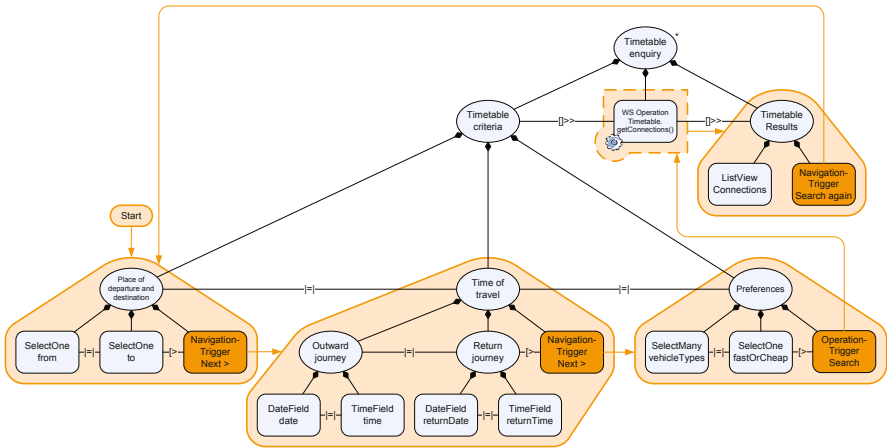 Timetable
enquiry
*
Timetable
criteria
[]>>
WS Operation
Timetable.
getConnections()
[]>>
Timetable
Results
ListView
Connections
Navigation-
Trigger
Search again
Start
Place of
departure and
destination
|=|
Time of
travel
|=|
Preferences
SelectOne
from
|=|
SelectOne
to
[>
Navigation-
Trigger
Next >
Outward
journey
|=|
Return
journey
[>
Navigation-
Trigger
Next >
SelectMany
vehicleTypes
|=|
SelectOne
fastOrCheap
[>
Operation-
Trigger
Search
DateField
date
|=|
TimeField
time
DateField
returnDate
|=|
TimeField
returnTime